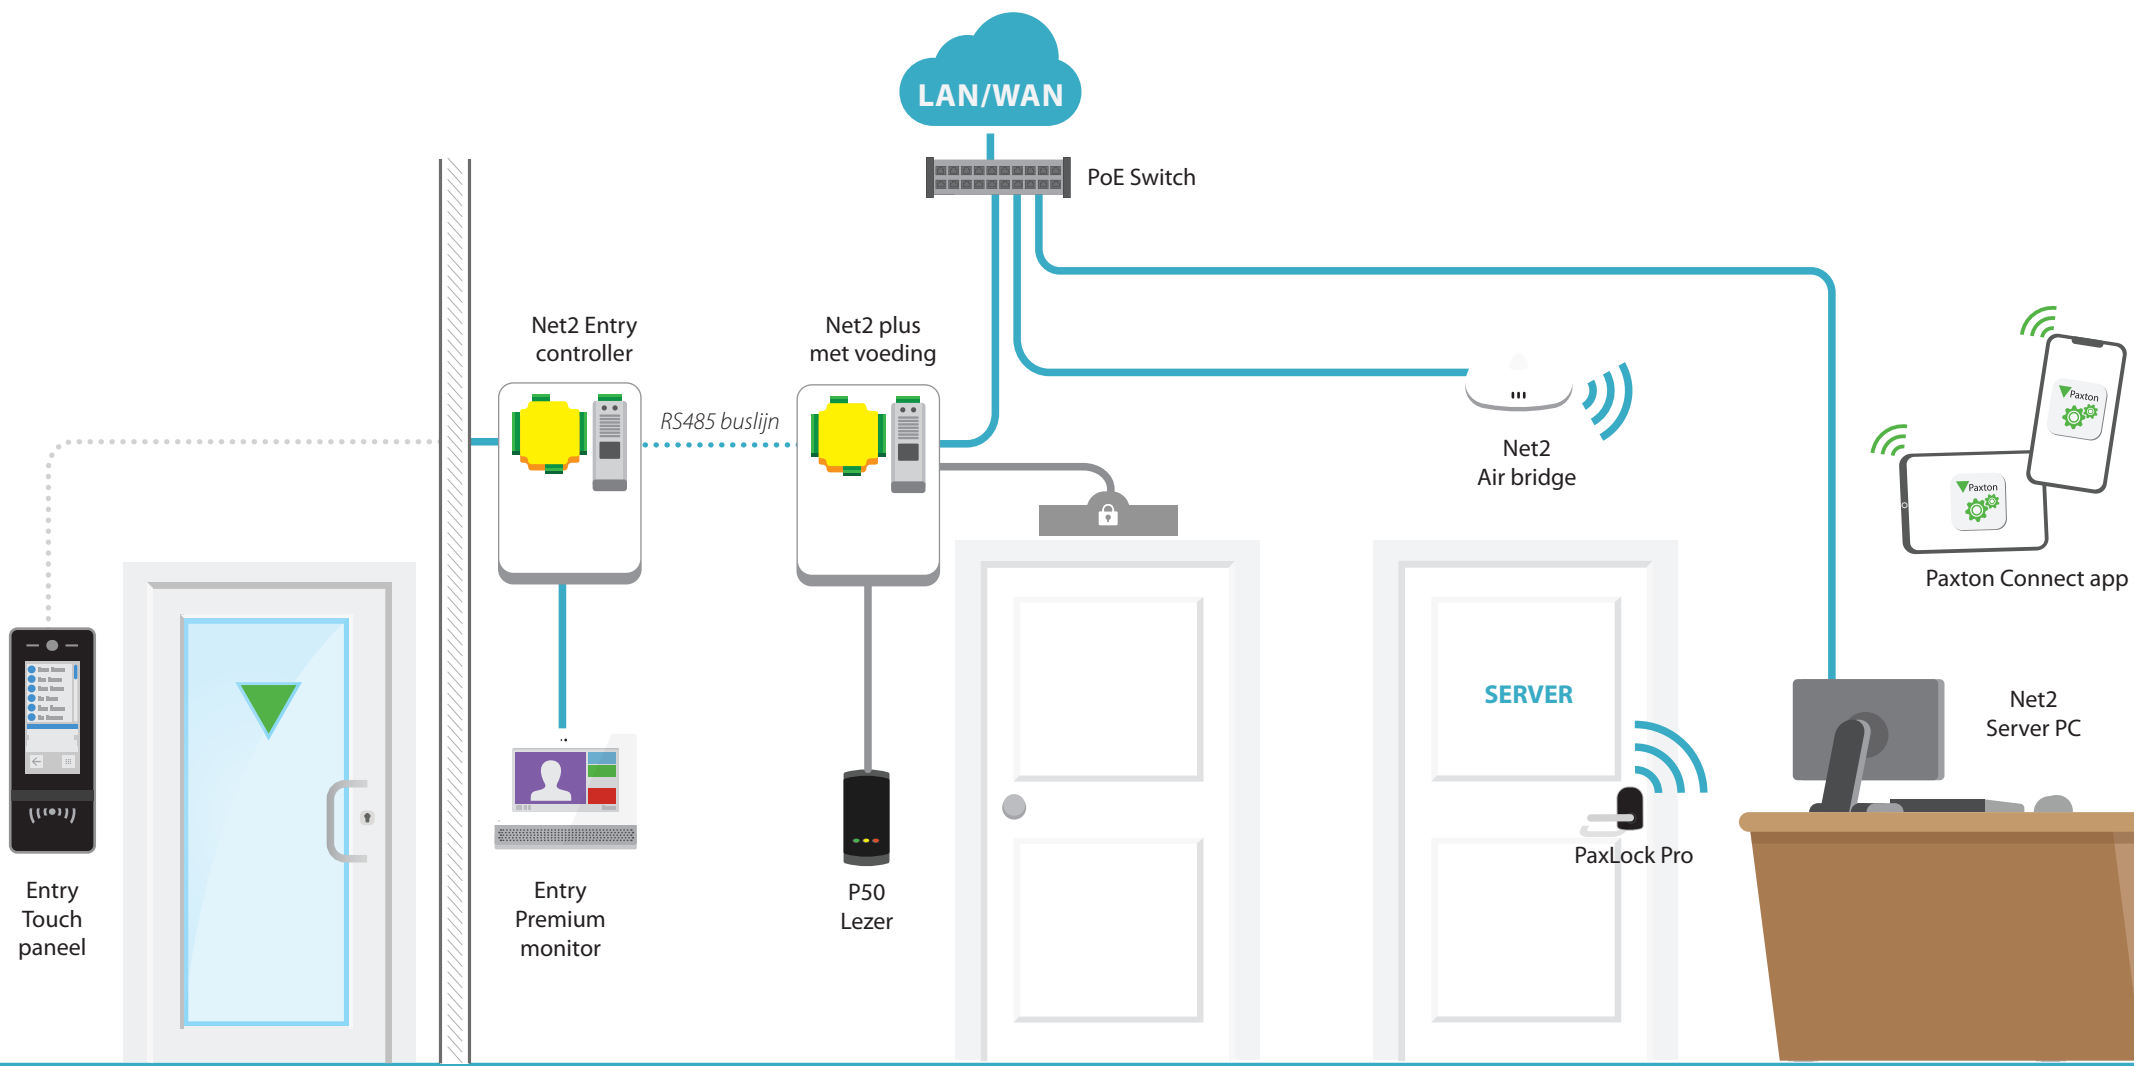 LAN/WAN
PoE Switch
Net2 Entry
controller
Net2 plus
met voeding
RS485 buslijn
Net2
Air bridge
Paxton
Paxton
Paxton Connect app
SERVER
Net2
Server PC
PaxLock Pro
Entry
Touch
paneel
Entry
Premium
monitor
P50
Lezer